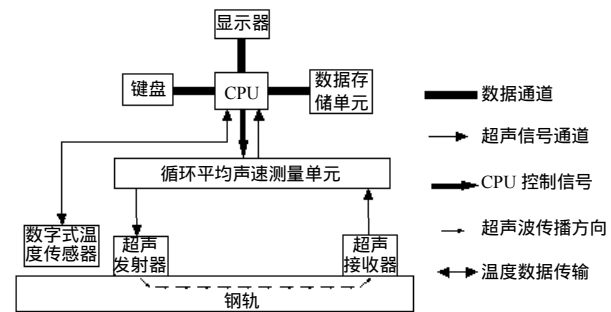 显示器
键盘
CPU
数据存
储单元
循环平均声速测量单元
数字式温
度传感器
超声
发射器
超声
接收器
钢轨
数据通道
超声信号通道
CPU 控制信号
超声波传播方向
温度数据传输